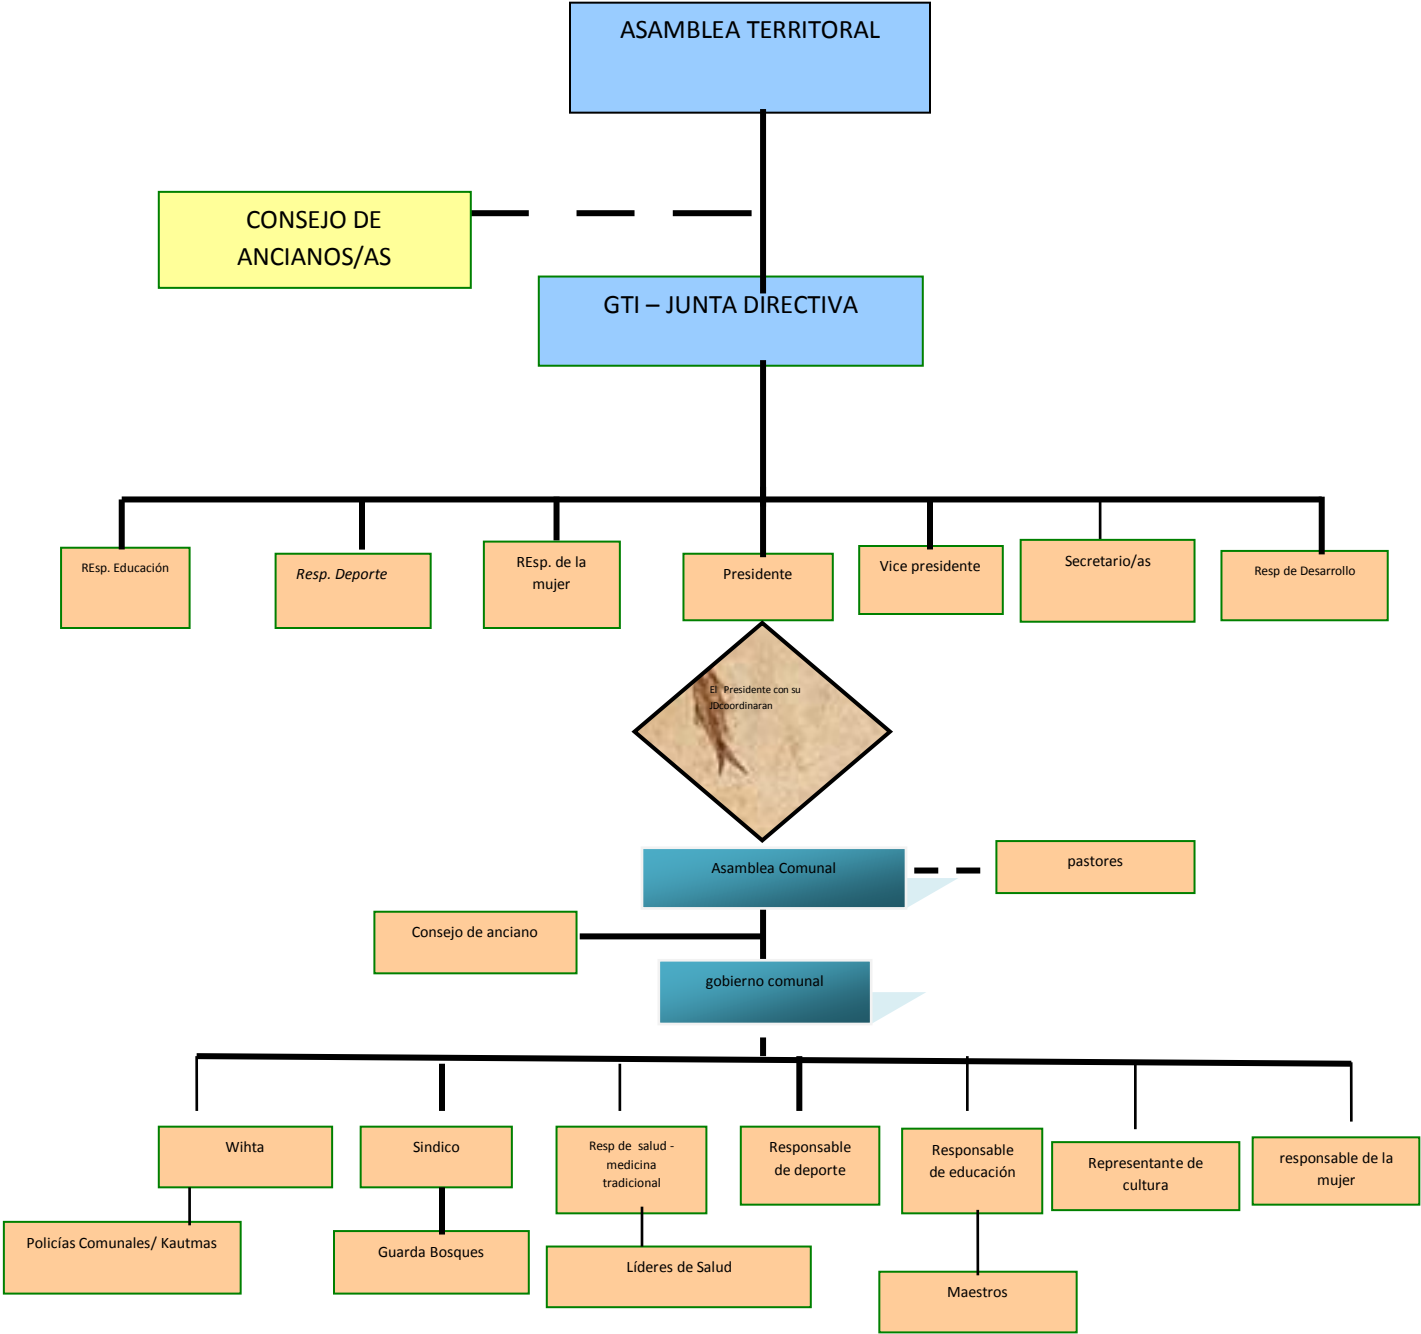 ASAMBLEA TERRITORAL
CONSEJO DE
ANCIANOS/AS
GTI – JUNTA DIRECTIVA
REsp. Educación
Resp. Deporte
REsp. de la
mujer
Presidente
Vice presidente
Secretario/as
Resp de Desarrollo
El Presidente con su
JDcoordinaran
Asamblea Comunal
pastores
Consejo de anciano
gobierno comunal
Wihta
Sindico
Resp de salud -
medicina
tradicional
Responsable
de deporte
Responsable
de educación
Representante de
cultura
responsable de la
mujer
Policías Comunales/ Kautmas
Guarda Bosques
Líderes de Salud
Maestros